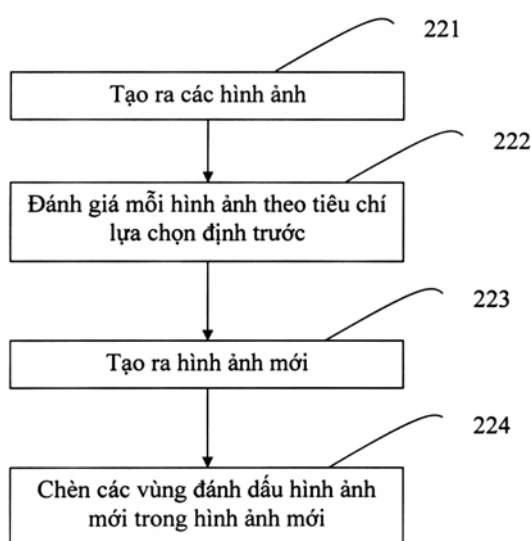 221
Tạo ra các hình ảnh
222
Đánh giá mỗi hình ảnh theo tiêu chí
lựa chọn định trước
223
Tạo ra hình ảnh mới
224
Chèn các vùng đánh dấu hình ảnh
mới trong hình ảnh mới